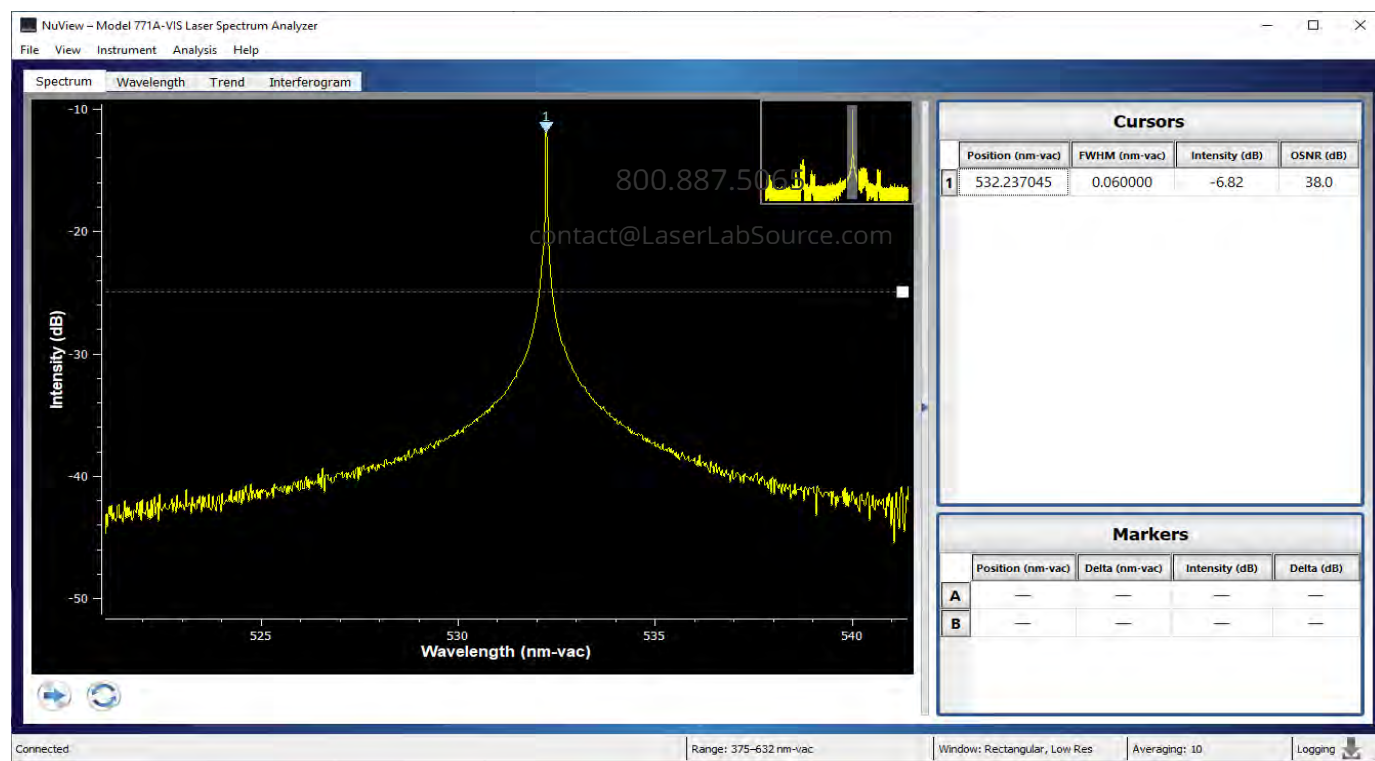 NuView – Model 771A-VIS Laser Spectrum Analyzer
File View Instrument Analysis Help
Spectrum Wavelength Trend Interferogram
-10
-20
-30
-40
-50
Intensity (dB)
1
800.887.5065
contact@LaserLabSource.com
525 530 535 540
Wavelength (nm-vac)
Cursors
Position (nm-vac) FWHM (nm-vac) Intensity (dB) OSNR (dB)
1 532.237045 0.060000 -6.82 38.0
Markers
Position (nm-vac) Delta (nm-vac) Intensity (dB) Delta (dB)
A — — — —
B — — — —
Connected Range: 375–632 nm-vac Window: Rectangular, Low Res Averaging: 10 Logging